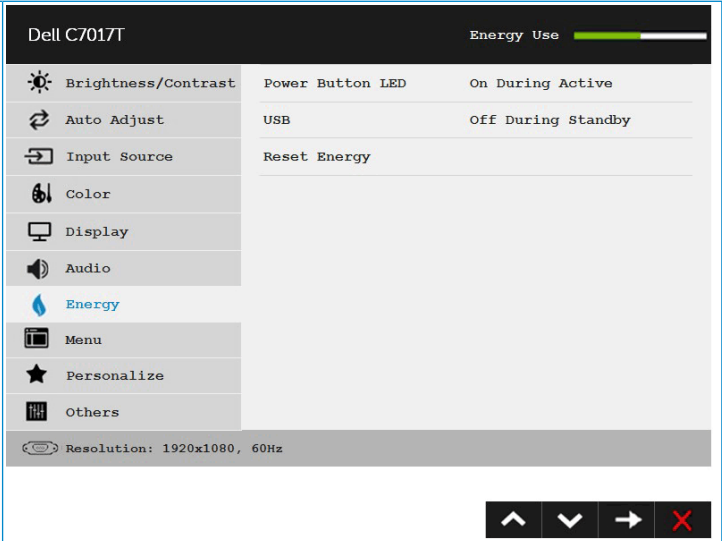 Dell C7017T
Energy Use
Brightness/Contrast
Power Button LED
On During Active
Auto Adjust
USB
Off During Standby
Input Source
Reset Energy
Color
Display
Audio
Energy
Menu
Personalize
Others
Resolution: 1920x1080, 60Hz